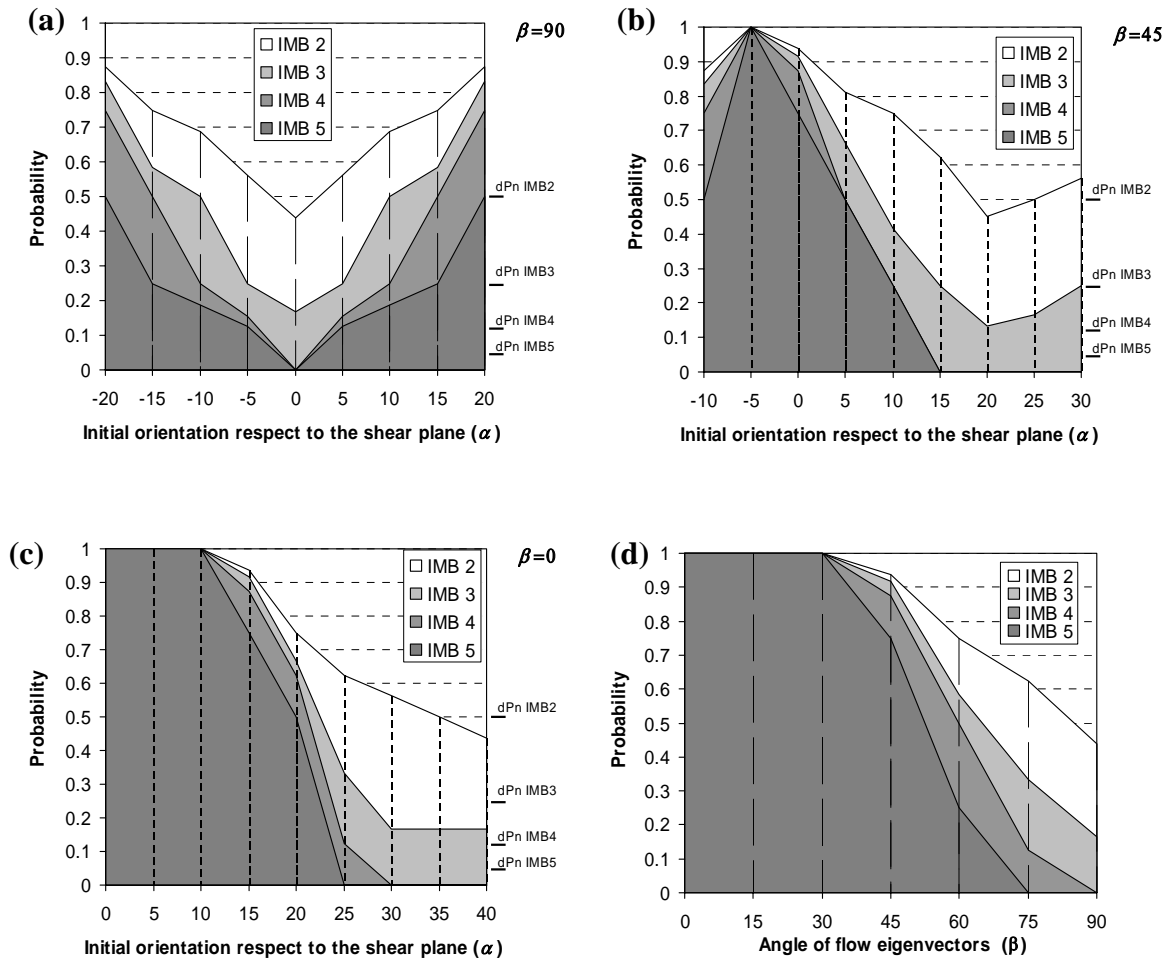 (a)
β=90
IMB 2
IMB 3
IMB 4
IMB 5
1
0.9
0.8
0.7
0.6
0.5
0.4
0.3
0.2
0.1
0
Probability
dPn IMB2
dPn IMB3
dPn IMB4
dPn IMB5
-20 -15 -10 -5 0 5 10 15 20
Initial orientation respect to the shear plane (α)
(b)
β=45
IMB 2
IMB 3
IMB 4
IMB 5
1
0.9
0.8
0.7
0.6
0.5
0.4
0.3
0.2
0.1
0
Probability
dPn IMB2
dPn IMB3
dPn IMB4
dPn IMB5
-10 -5 0 5 10 15 20 25 30
Initial orientation respect to the shear plane (α)
(c)
β=0
IMB 2
IMB 3
IMB 4
IMB 5
1
0.9
0.8
0.7
0.6
0.5
0.4
0.3
0.2
0.1
0
Probability
dPn IMB2
dPn IMB3
dPn IMB4
dPn IMB5
0 5 10 15 20 25 30 35 40
Initial orientation respect to the shear plane (α)
(d)
IMB 2
IMB 3
IMB 4
IMB 5
1
0.9
0.8
0.7
0.6
0.5
0.4
0.3
0.2
0.1
0
Probability
0 15 30 45 60 75 90
Angle of flow eigenvectors (β)